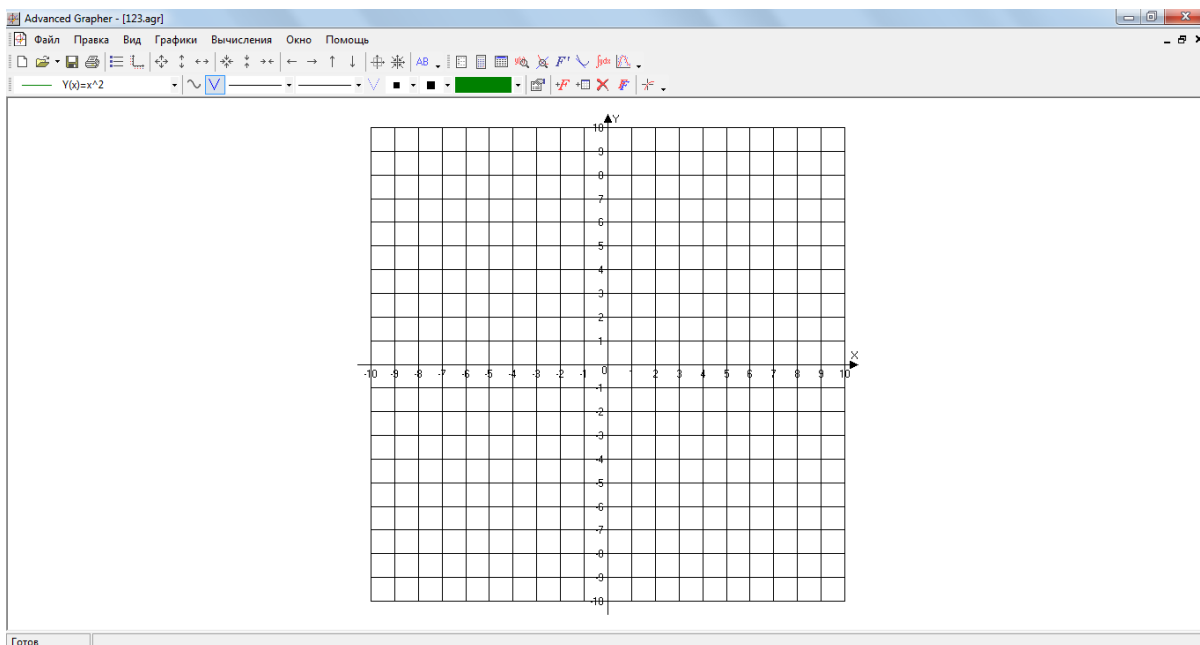 Advanced Grapher - [123.agr]
Файл Правка Вид Графики Вычисления Окно Помощь
AB F' ∫ydx
Y(x)=x^2 +F F
Y
10
9
8
7
6
5
4
3
2
1
X
-10 -9 -8 -7 -6 -5 -4 -3 -2 -1 0 1 2 3 4 5 6 7 8 9 10
-1
-2
-3
-4
-5
-6
-7
-8
-9
-10
Готов